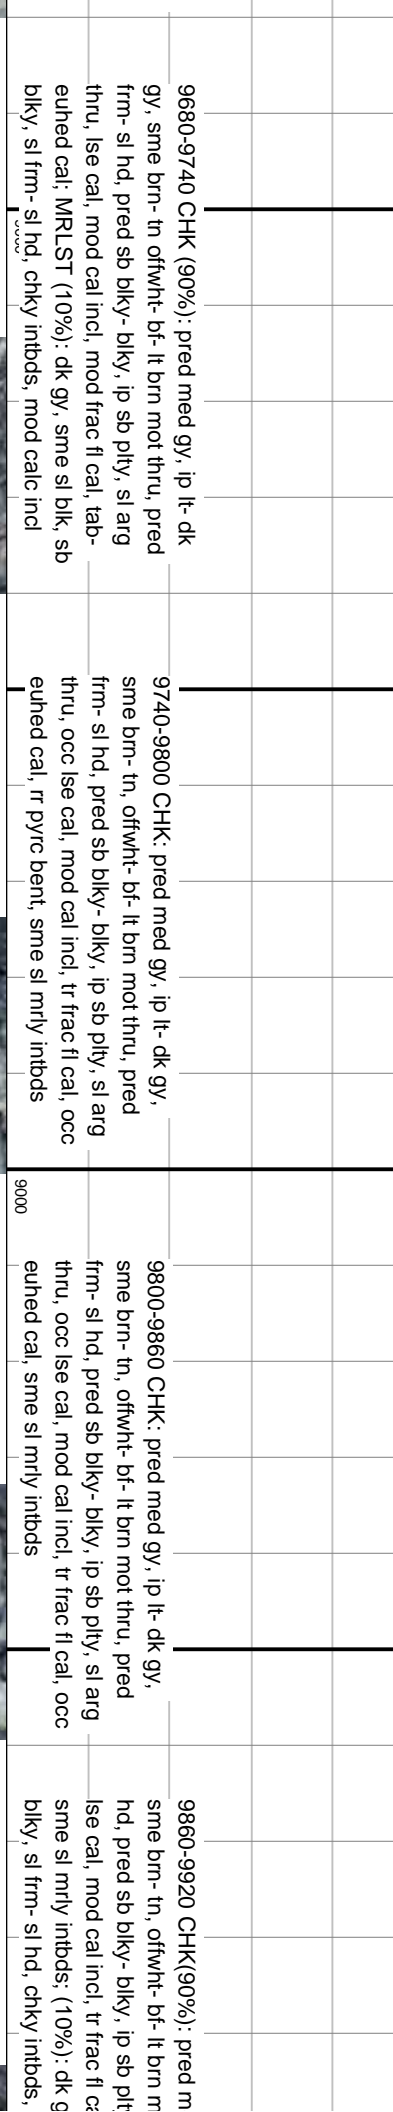 9680-9740 CHK (90%): pred med gy, ip lt- dk
gy, sme brn- tn offwht- bf- lt brn mot thru, pred
frm- sl hd, pred sb blky- blky, ip sb plty, sl arg
thru, lse cal, mod cal incl, mod frac fl cal, tab-
euhed cal; MRLST (10%): dk gy, sme sl blk, sb
blky, sl frm- sl hd, chky intbds, mod calc incl
9740-9800 CHK: pred med gy, ip lt- dk gy,
sme brn- tn, offwht- bf- lt brn mot thru, pred
frm- sl hd, pred sb blky- blky, ip sb plty, sl arg
thru, occ lse cal, mod cal incl, tr frac fl cal, occ
euhed cal, rr pyrc bent, sme sl mrly intbds
9000
9800-9860 CHK: pred med gy, ip lt- dk gy,
sme brn- tn, offwht- bf- lt brn mot thru, pred
frm- sl hd, pred sb blky- blky, ip sb plty, sl arg
thru, occ lse cal, mod cal incl, tr frac fl cal, occ
euhed cal, sme sl mrly intbds
9860-9920 CHK(90%): pred m
sme brn- tn, offwht- bf- lt brn m
hd, pred sb blky- blky, ip sb plt
lse cal, mod cal incl, tr frac fl ca
sme sl mrly intbds; (10%): dk g
blky, sl frm- sl hd, chky intbds,